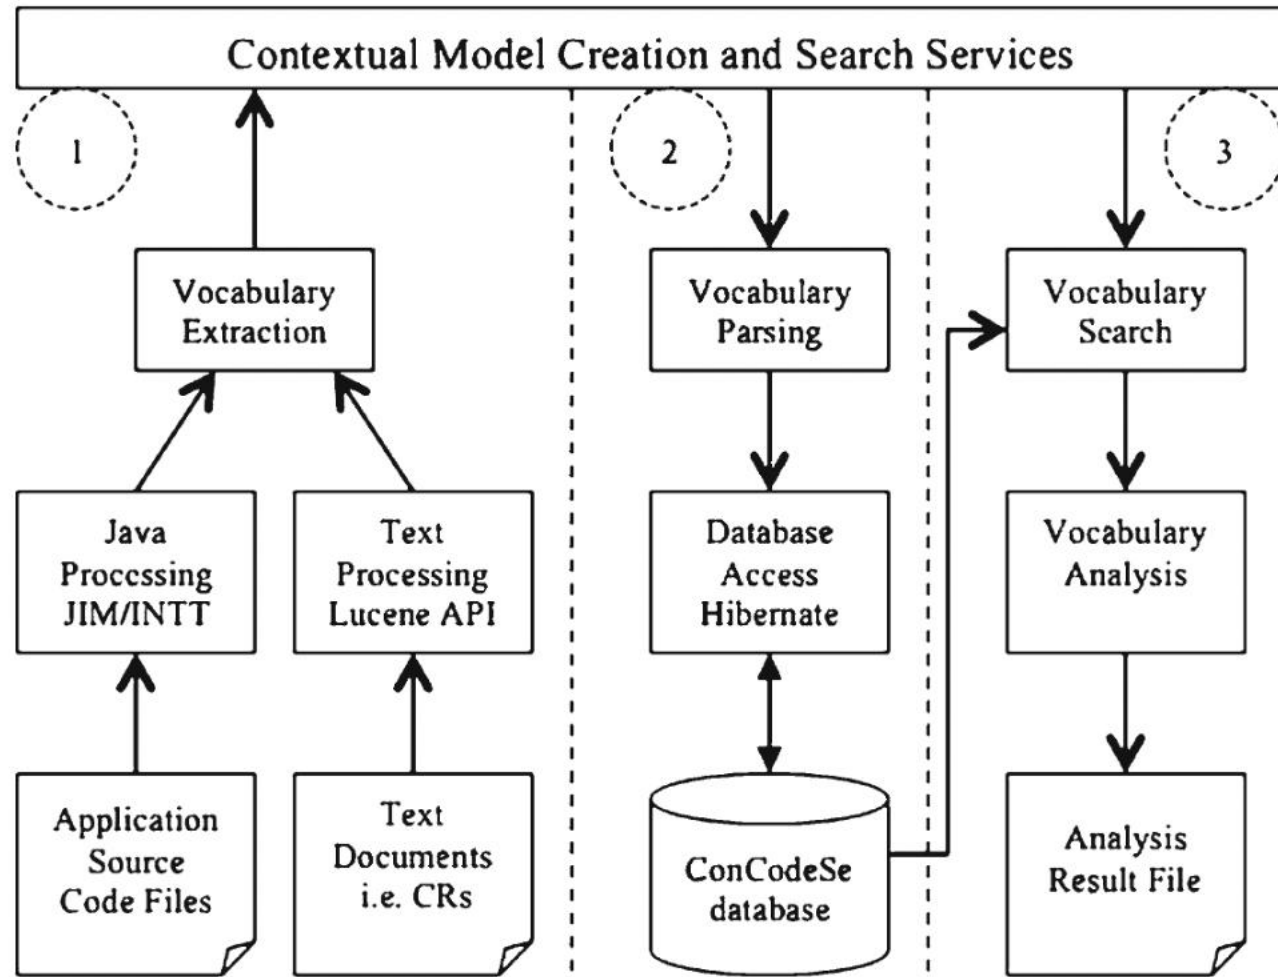 Contextual Model Creation and Search Services
1
2
3
Vocabulary
Extraction
Vocabulary
Parsing
Vocabulary
Search
Java
Processing
JIM/INTT
Text
Processing
Lucene API
Database
Access
Hibernate
Vocabulary
Analysis
Application
Source
Code Files
Text
Documents
i.e. CRs
ConCodeSe
database
Analysis
Result File